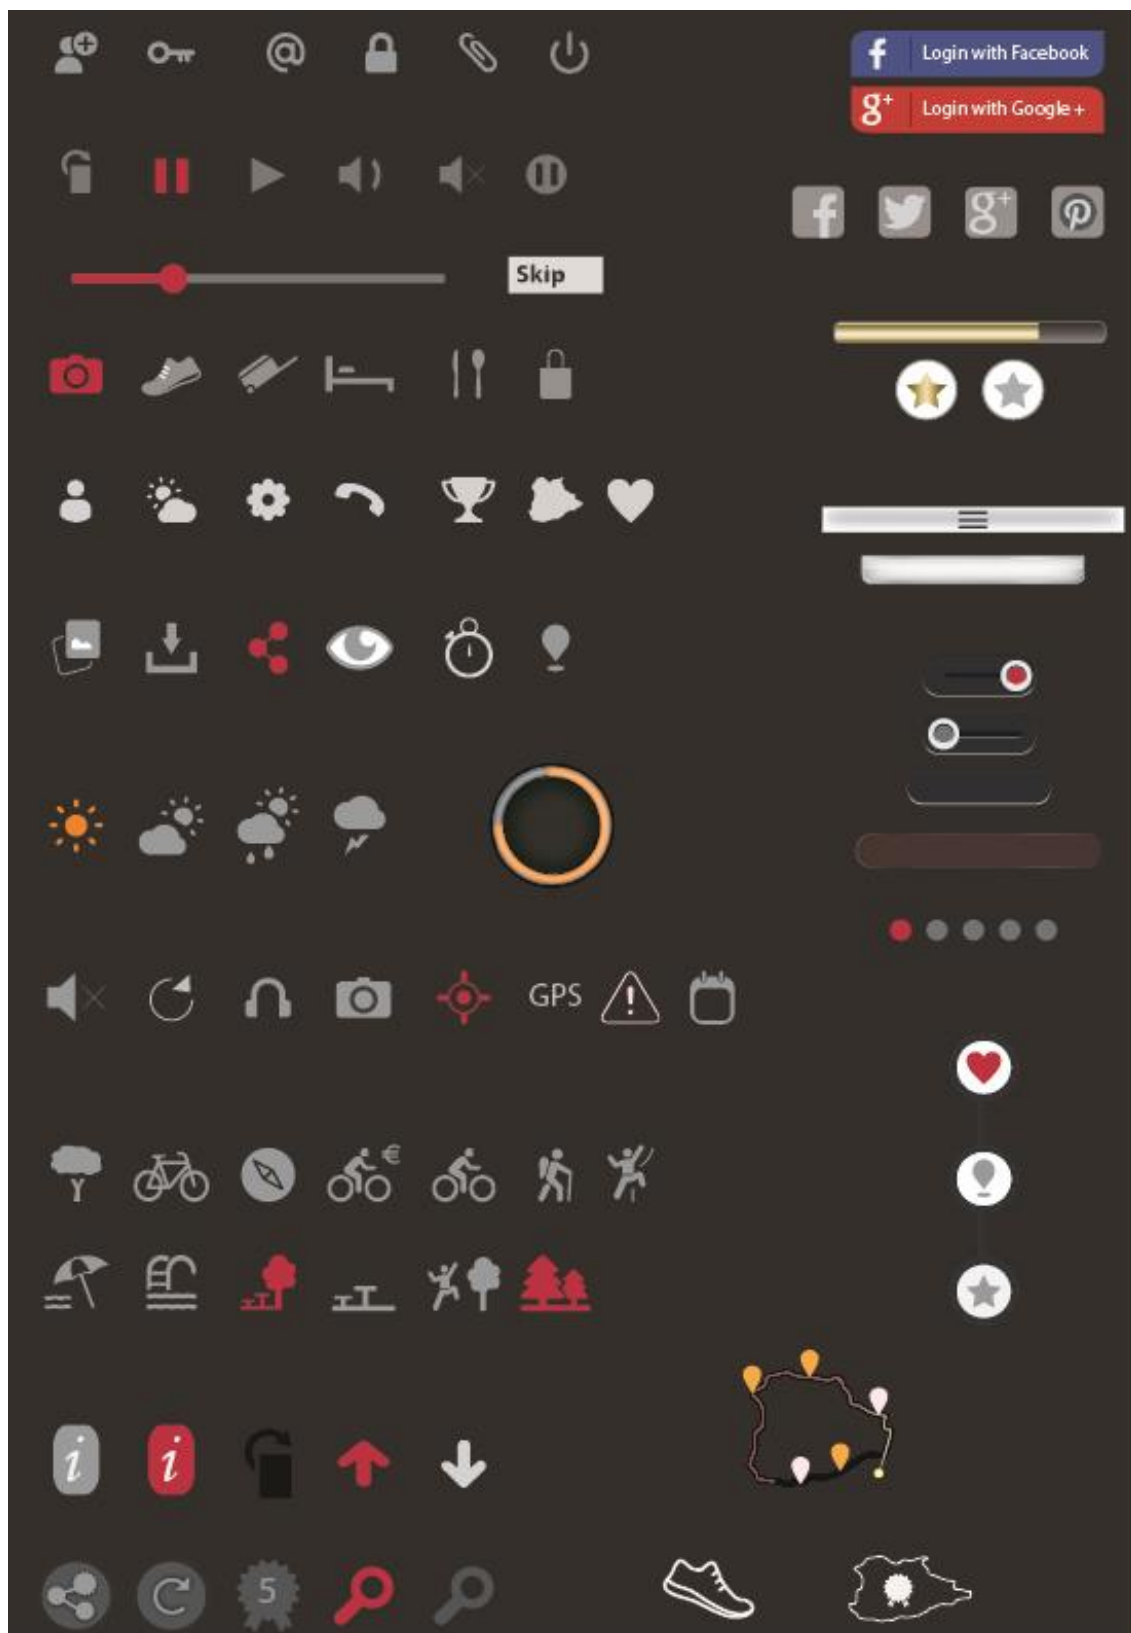 @
f Login with Facebook
g+ Login with Google +
f g+
Skip
GPS
!
€
i i
5